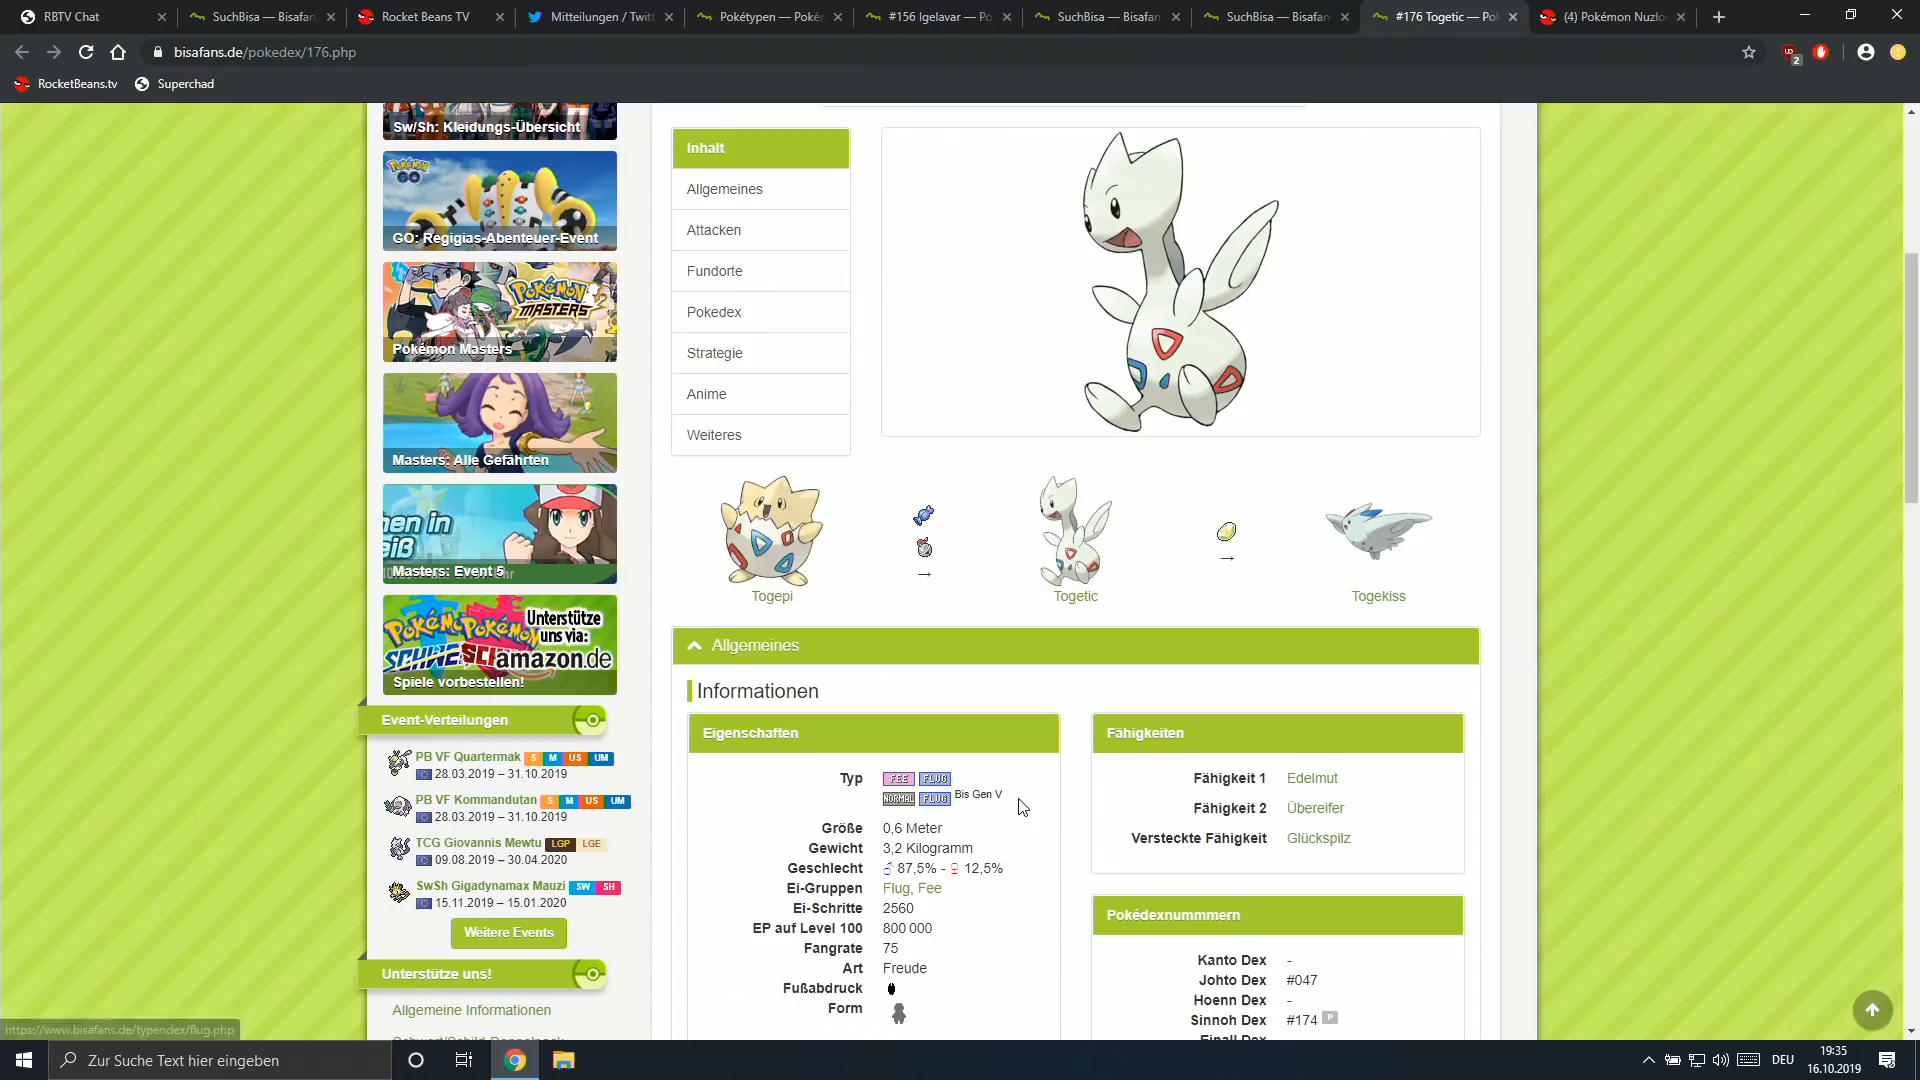 RBTV Chat
SuchBisa — Bisafan
Rocket Beans TV
Mitteilungen / Twitt
Pokétypen — Poké
#156 Igelavar — Po
SuchBisa — Bisafan
SuchBisa — Bisafan
#176 Togetic — Pok
(4) Pokémon Nuzlo
bisafans.de/pokedex/176.php
2
RocketBeans.tv
Superchad
Sw/Sh: Kleidungs-Übersicht
Pokémon GO
GO: Regigigas-Abenteuer-Event
POKÉMON MASTERS
Pokémon Masters
Masters: Alle Gefährten
Masters: Event 5
Unterstütze
uns via:
amazon.de
Spiele vorbestellen!
Event-Verteilungen
PB VF Quartermak S M US UM
28.03.2019 – 31.10.2019
PB VF Kommandutan S M US UM
28.03.2019 – 31.10.2019
TCG Giovannis Mewtu LGP LGE
09.08.2019 – 30.04.2020
SwSh Gigadynamax Mauzi SW SH
15.11.2019 – 15.01.2020
Weitere Events
Unterstütze uns!
Allgemeine Informationen
Inhalt
Allgemeines
Attacken
Fundorte
Pokedex
Strategie
Anime
Weiteres
→
→
Togepi
Togetic
Togekiss
Allgemeines
Informationen
Eigenschaften
Typ FEE FLUG
NORMAL FLUG Bis Gen V
Größe 0,6 Meter
Gewicht 3,2 Kilogramm
Geschlecht ♂ 87,5% - ♀ 12,5%
Ei-Gruppen Flug, Fee
Ei-Schritte 2560
EP auf Level 100 800 000
Fangrate 75
Art Freude
Fußabdruck
Form
Fähigkeiten
Fähigkeit 1 Edelmut
Fähigkeit 2 Übereifer
Versteckte Fähigkeit Glückspilz
Pokédexnummmern
Kanto Dex -
Johto Dex #047
Hoenn Dex -
Sinnoh Dex #174 P
https://www.bisafans.de/typendex/flug.php
Zur Suche Text hier eingeben
DEU
19:35
16.10.2019